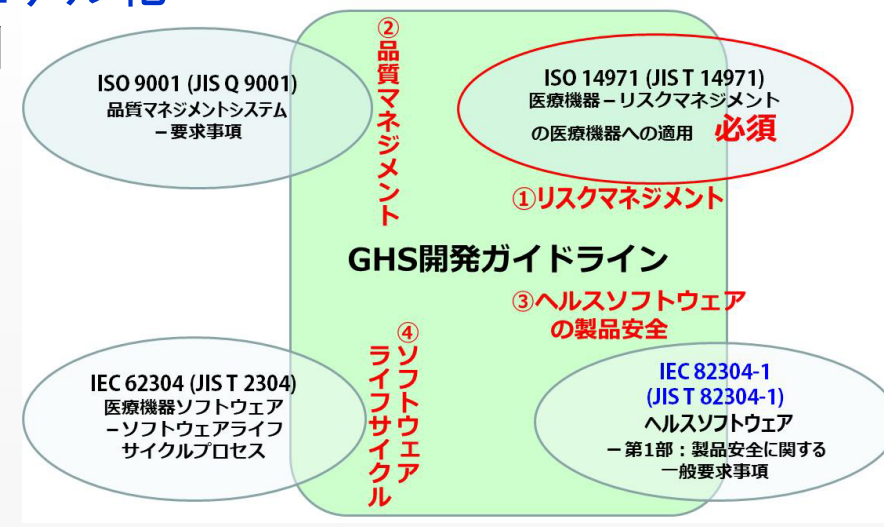 ②品質マネジメント
ISO 9001 (JIS Q 9001)
品質マネジメントシステム
－要求事項
ISO 14971 (JIS T 14971)
医療機器－リスクマネジメント
の医療機器への適用 必須
①リスクマネジメント
GHS開発ガイドライン
③ヘルスソフトウェア
の製品安全
④ソフトウェア
ライフサイクル
IEC 62304 (JIS T 2304)
医療機器ソフトウェア
－ソフトウェアライフ
サイクルプロセス
IEC 82304-1
(JIS T 82304-1)
ヘルスソフトウェア
－第1部：製品安全に関する
一般要求事項